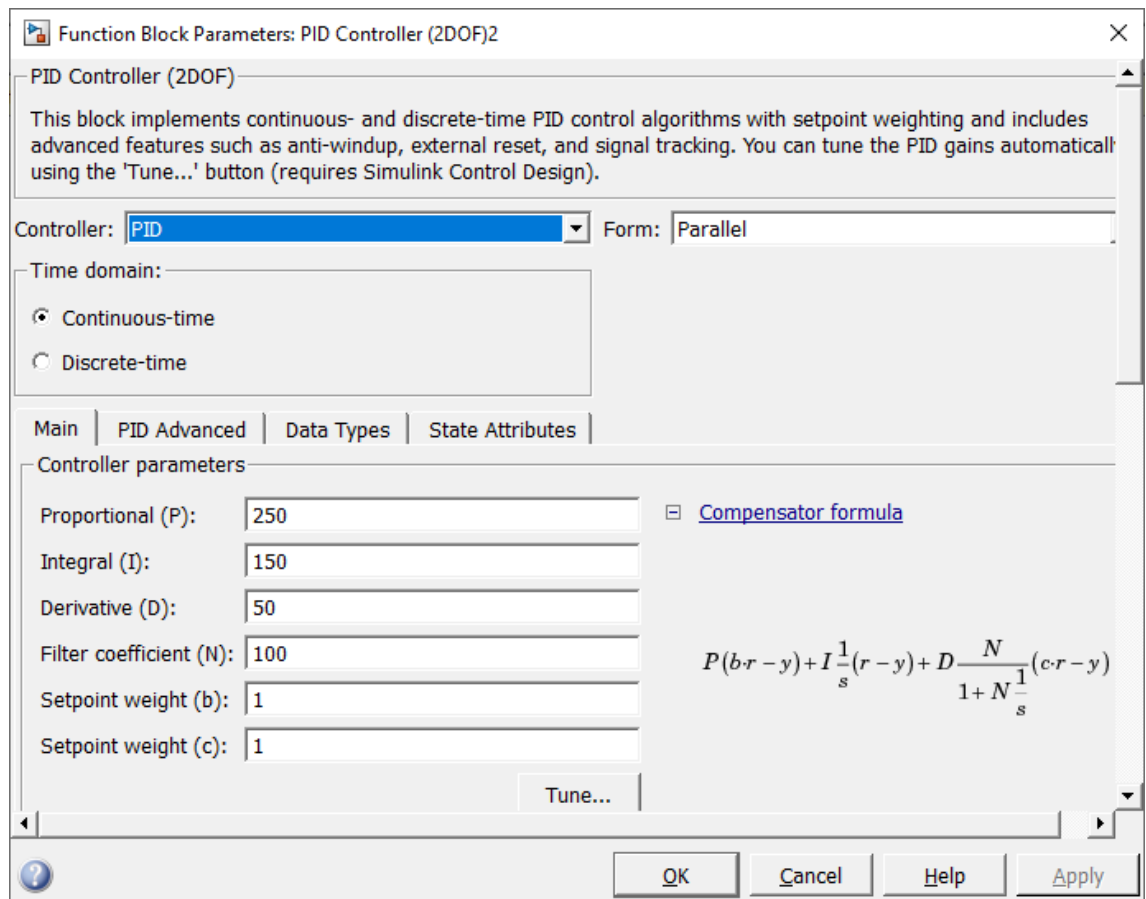 Function Block Parameters: PID Controller (2DOF)2
PID Controller (2DOF)
This block implements continuous- and discrete-time PID control algorithms with setpoint weighting and includes
advanced features such as anti-windup, external reset, and signal tracking. You can tune the PID gains automatically
using the 'Tune...' button (requires Simulink Control Design).
Controller: PID Form: Parallel
Time domain:
Continuous-time
Discrete-time
Main PID Advanced Data Types State Attributes
Controller parameters
Proportional (P): 250 Compensator formula
Integral (I): 150
Derivative (D): 50
Filter coefficient (N): 100
P(b·r − y) + I 1/s (r − y) + D N/(1 + N 1/s) (c·r − y)
Setpoint weight (b): 1
Setpoint weight (c): 1
Tune...
OK Cancel Help Apply